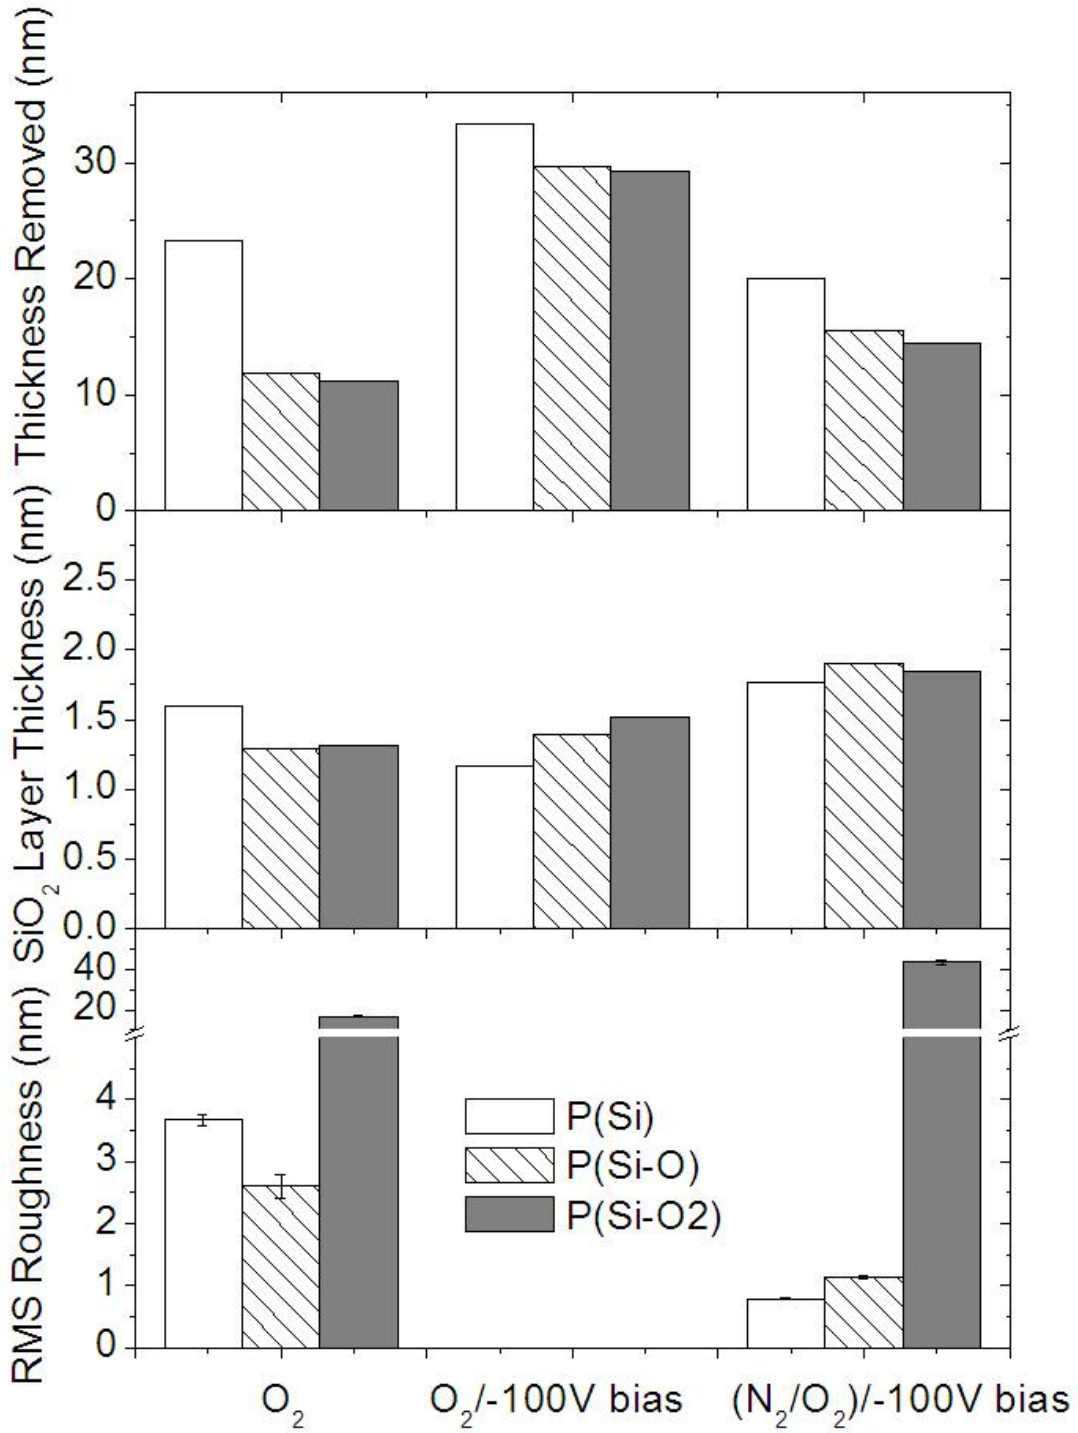 Thickness Removed (nm)
30
20
10
0
SiO₂ Layer Thickness (nm)
2.5
2.0
1.5
1.0
0.5
0.0
RMS Roughness (nm)
40
20
4
3
2
1
0
P(Si)
P(Si-O)
P(Si-O2)
O₂
O₂/-100V bias
(N₂/O₂)/-100V bias